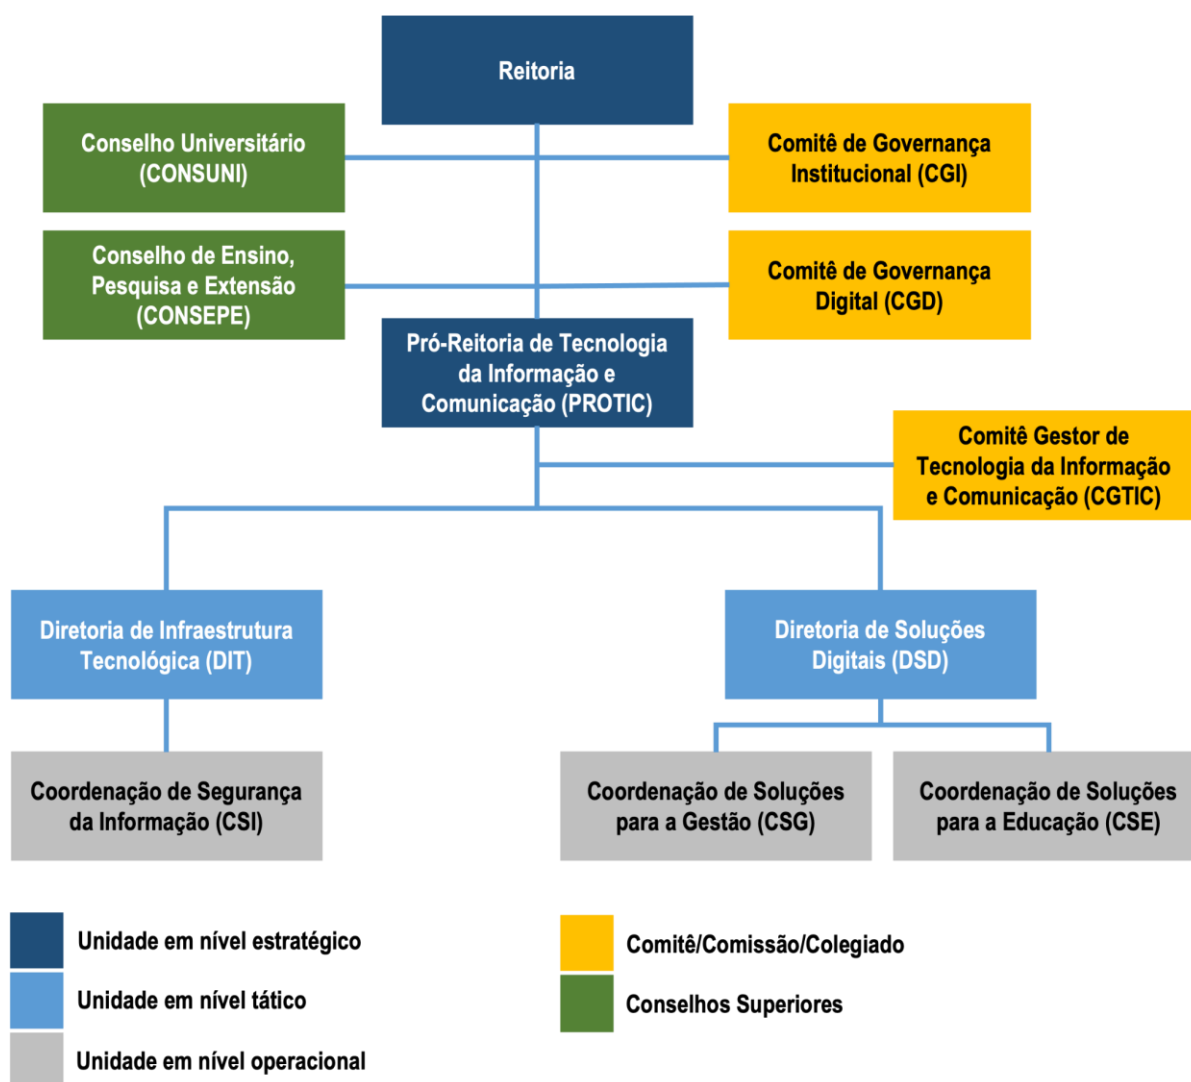 Reitoria
Conselho Universitário
(CONSUNI)
Comitê de Governança
Institucional (CGI)
Conselho de Ensino,
Pesquisa e Extensão
(CONSEPE)
Comitê de Governança
Digital (CGD)
Pró-Reitoria de Tecnologia
da Informação e
Comunicação (PROTIC)
Comitê Gestor de
Tecnologia da Informação
e Comunicação (CGTIC)
Diretoria de Infraestrutura
Tecnológica (DIT)
Diretoria de Soluções
Digitais (DSD)
Coordenação de Segurança
da Informação (CSI)
Coordenação de Soluções
para a Gestão (CSG)
Coordenação de Soluções
para a Educação (CSE)
Unidade em nível estratégico
Unidade em nível tático
Unidade em nível operacional
Comitê/Comissão/Colegiado
Conselhos Superiores